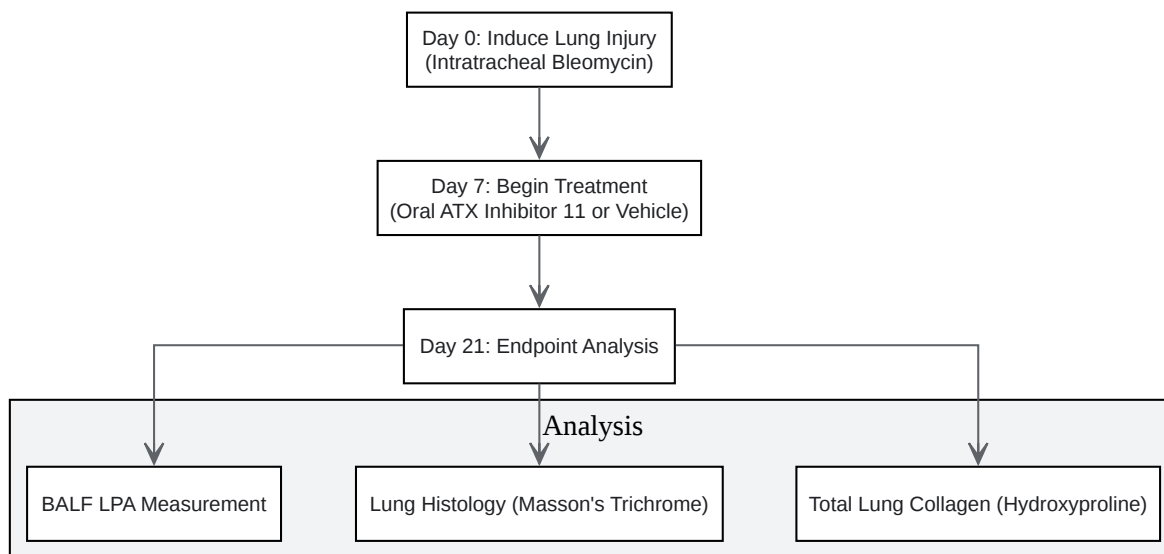 Day 0: Induce Lung Injury
(Intratracheal Bleomycin)
Day 7: Begin Treatment
(Oral ATX Inhibitor 11 or Vehicle)
Day 21: Endpoint Analysis
Analysis
BALF LPA Measurement
Lung Histology (Masson's Trichrome)
Total Lung Collagen (Hydroxyproline)